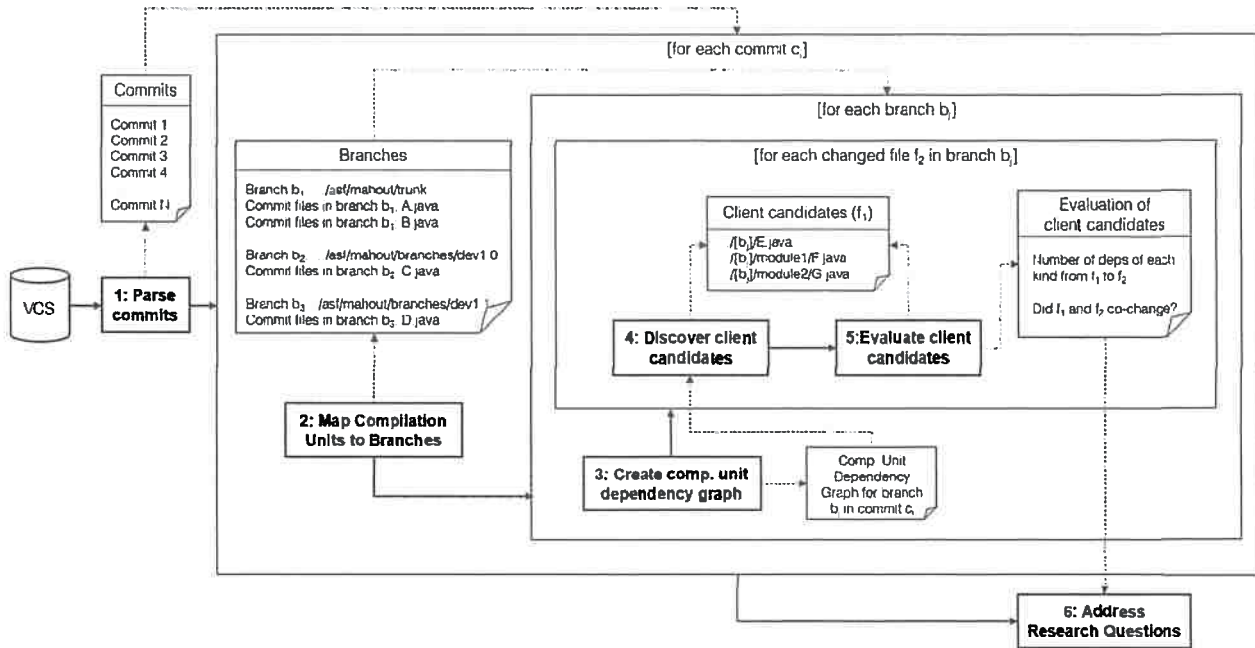 [for each commit ci]
Commits
Commit 1
Commit 2
Commit 3
Commit 4
Commit N
[for each branch bj]
Branches
Branch b1 /asf/mahout/trunk
Commit files in branch b1. A.java
Commit files in branch b1 B java
Branch b2 /asf/mahout/branches/dev1 0
Commit files in branch b2 C java
Branch b3 /asf/mahout/branches/dev1
Commit files in branch b3. D.java
[for each changed file f2 in branch bj]
Client candidates (f1)
/[bj]/E.java
/[bj]/module1/F java
/[bj]/module2/G java
Evaluation of
client candidates
Number of deps of each
kind from f1 to f2
Did f1 and f2 co-change?
VCS
1: Parse
commits
4: Discover client
candidates
5:Evaluate client
candidates
2: Map Compilation
Units to Branches
3: Create comp. unit
dependency graph
Comp. Unit
Dependency
Graph for branch
bj in commit ci
6: Address
Research Questions